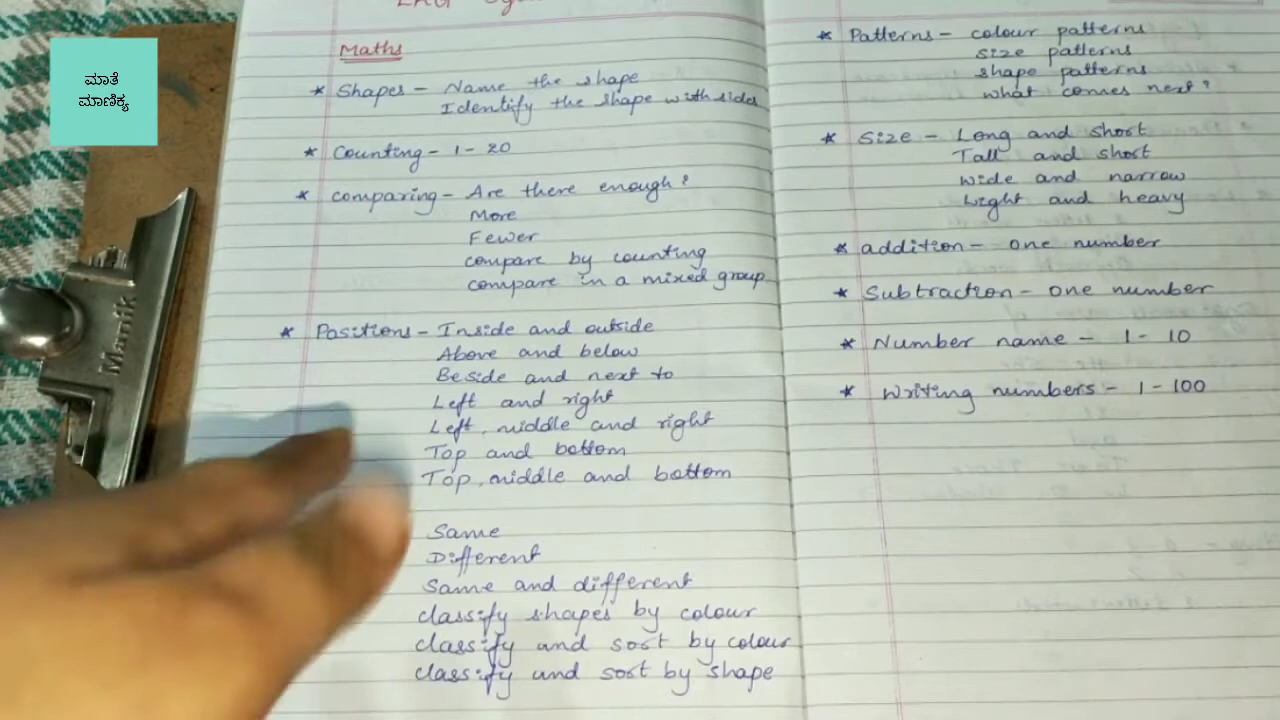 ಮಾತೆ
ಮಾಣಿಕ್ಯ
Manik
LKG
Maths
* Shapes - Name the shape
Identify the shape with sides
* Counting - 1 - 20
* comparing - Are there enough?
More
Fewer
compare by counting
compare in a mixed group
* Positions - Inside and outside
Above and below
Beside and next to
Left and right
Left, middle and right
Top and bottom
Top, middle and bottom
Same
Different
Same and different
classify shapes by colour
classify and sort by colour
classify and sort by shape
* Patterns - colour patterns
size patterns
shape patterns
what comes next?
* Size - Long and short
Tall and short
wide and narrow
Light and heavy
* addition - one number
* Subtraction - one number
* Number name - 1 - 10
* Writing numbers - 1 - 100